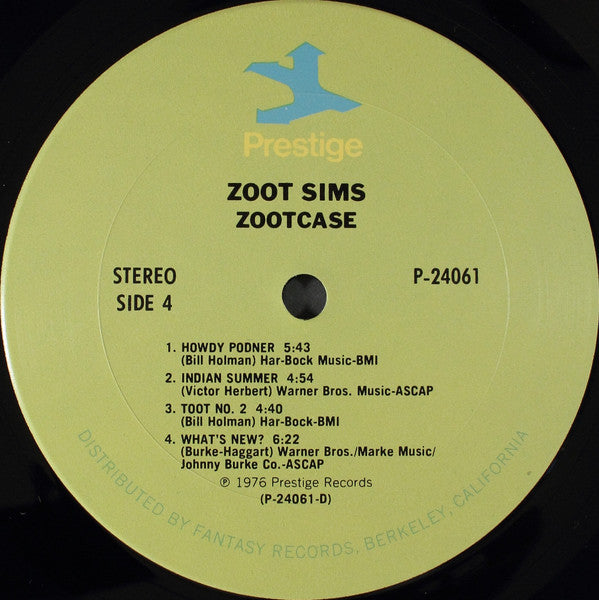 Prestige
ZOOT SIMS
ZOOTCASE
STEREO
SIDE 4
P-24061
1. HOWDY PODNER 5:43
(Bill Holman) Har-Bock Music-BMI
2. INDIAN SUMMER 4:54
(Victor Herbert) Warner Bros. Music-ASCAP
3. TOOT NO. 2 4:40
(Bill Holman) Har-Bock-BMI
4. WHAT'S NEW? 6:22
(Burke-Haggart) Warner Bros./Marke Music/
Johnny Burke Co.-ASCAP
℗ 1976 Prestige Records
(P-24061-D)
DISTRIBUTED BY FANTASY RECORDS, BERKELEY, CALIFORNIA